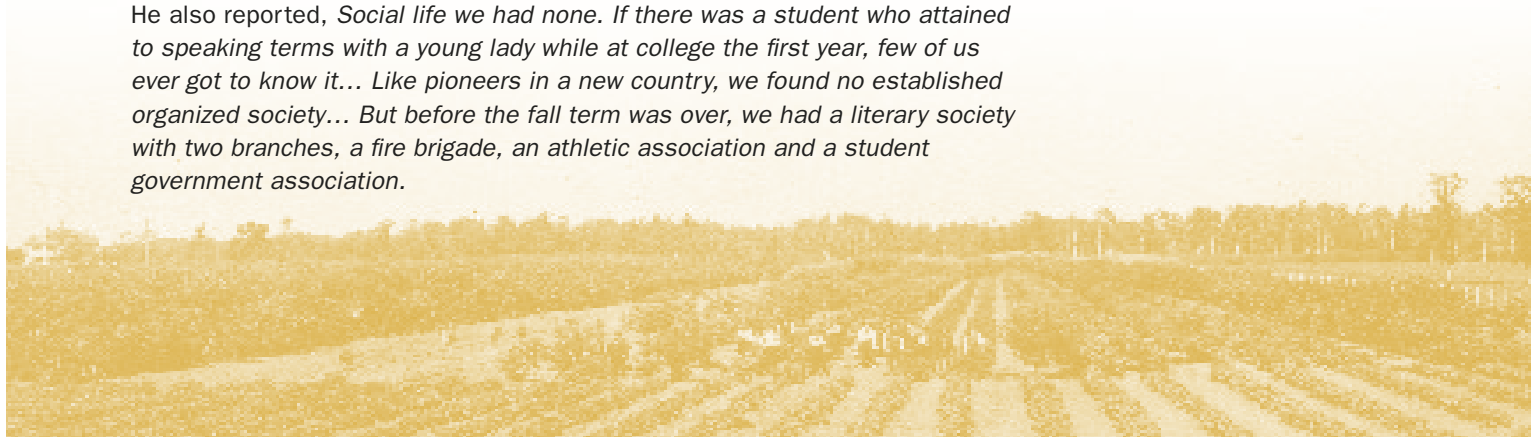 He also reported, Social life we had none. If there was a student who attained
to speaking terms with a young lady while at college the first year, few of us
ever got to know it… Like pioneers in a new country, we found no established
organized society… But before the fall term was over, we had a literary society
with two branches, a fire brigade, an athletic association and a student
government association.